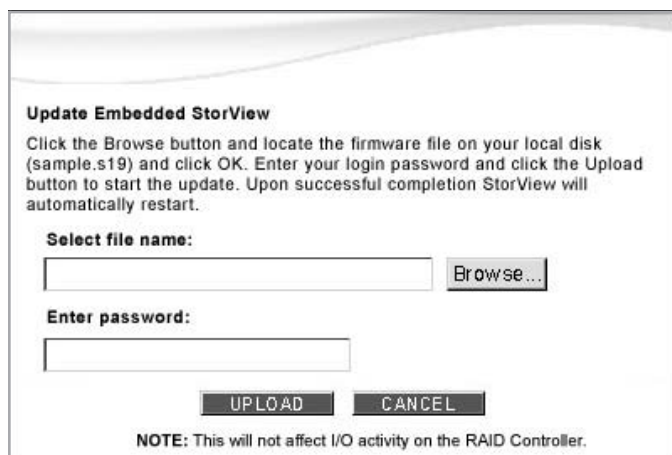 Update Embedded StorView
Click the Browse button and locate the firmware file on your local disk
(sample.s19) and click OK. Enter your login password and click the Upload
button to start the update. Upon successful completion StorView will
automatically restart.
Select file name:
Browse...
Enter password:
UPLOAD CANCEL
NOTE: This will not affect I/O activity on the RAID Controller.